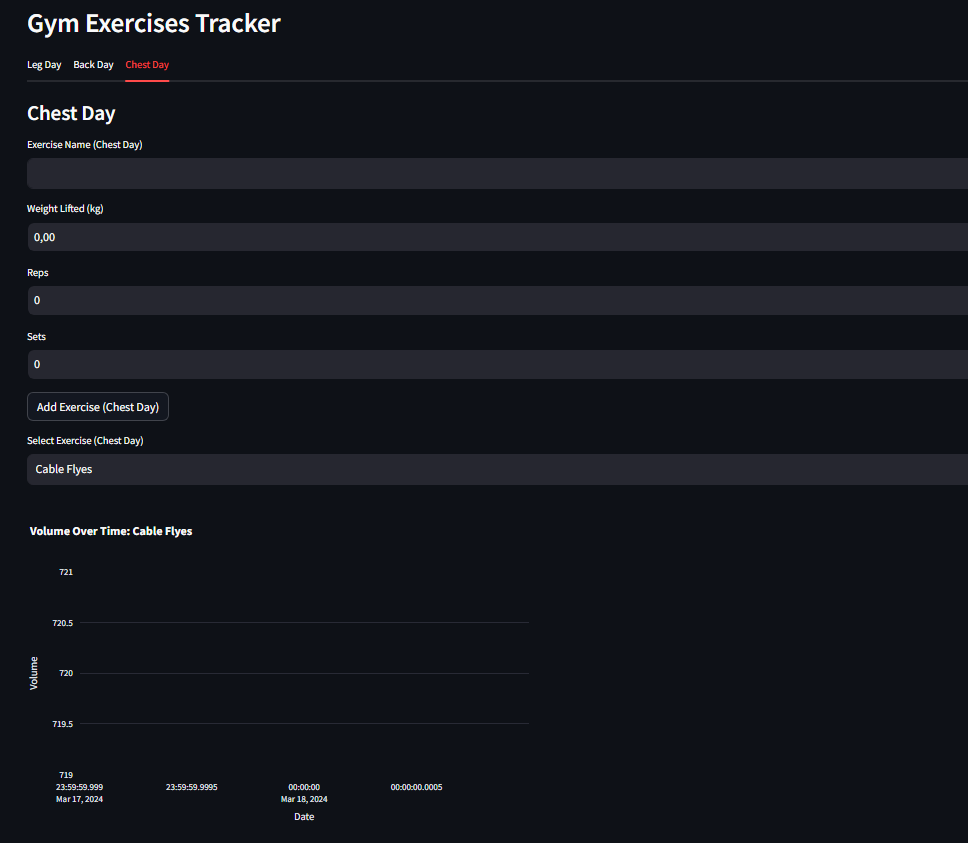 Gym Exercises Tracker
Leg Day Back Day Chest Day
Chest Day
Exercise Name (Chest Day)
Weight Lifted (kg)
0,00
Reps
0
Sets
0
Add Exercise (Chest Day)
Select Exercise (Chest Day)
Cable Flyes
Volume Over Time: Cable Flyes
721
720.5
720
719.5
719
Volume
23:59:59.999 23:59:59.9995 00:00:00 00:00:00.0005
Mar 17, 2024 Mar 18, 2024
Date